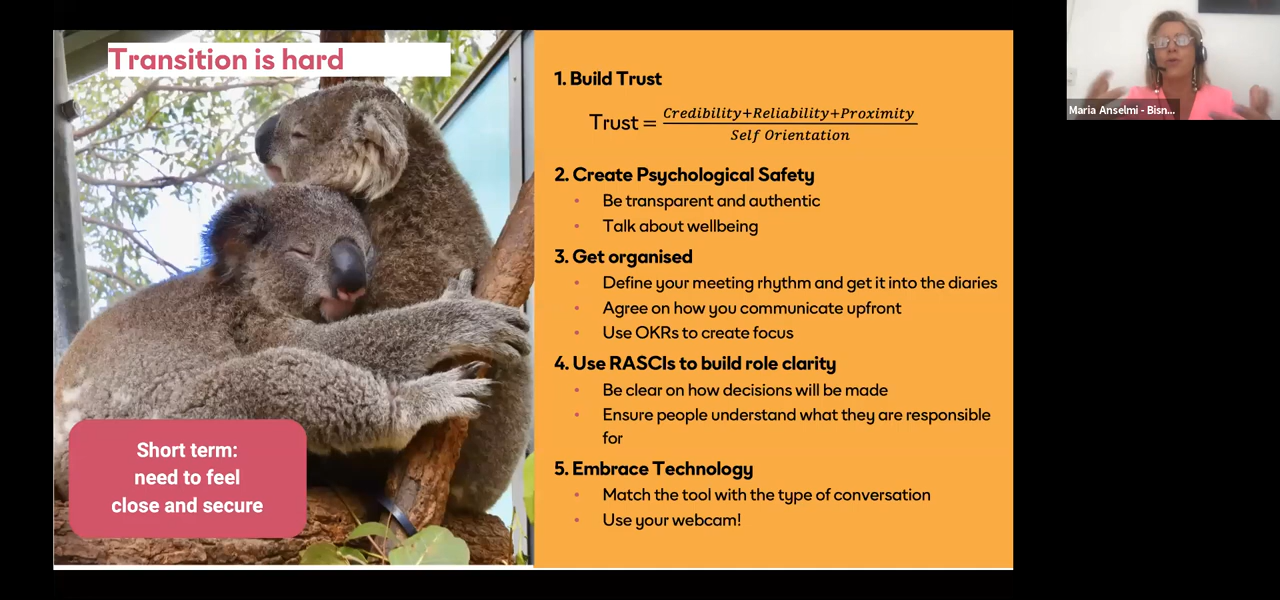 Transition is hard
1. Build Trust
Trust = Credibility+Reliability+Proximity
Self Orientation
2. Create Psychological Safety
• Be transparent and authentic
• Talk about wellbeing
3. Get organised
• Define your meeting rhythm and get it into the diaries
• Agree on how you communicate upfront
• Use OKRs to create focus
4. Use RASCIs to build role clarity
• Be clear on how decisions will be made
• Ensure people understand what they are responsible
for
5. Embrace Technology
• Match the tool with the type of conversation
• Use your webcam!
Short term:
need to feel
close and secure
Maria Anselmi - Bisn...